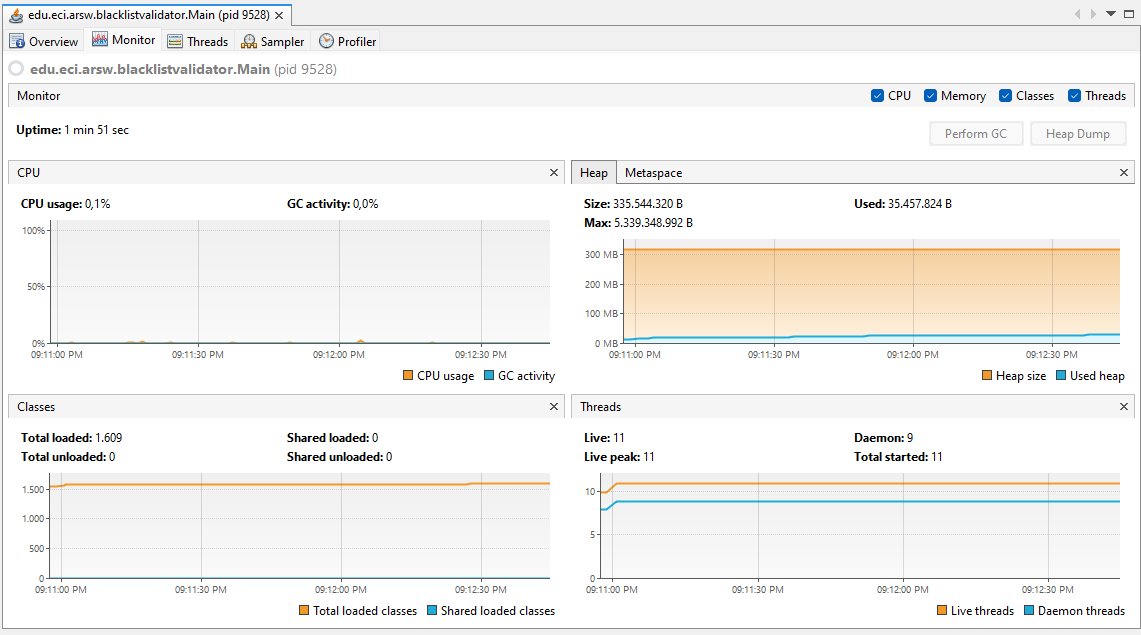 edu.eci.arsw.blacklistvalidator.Main (pid 9528)
Overview Monitor Threads Sampler Profiler
edu.eci.arsw.blacklistvalidator.Main (pid 9528)
Monitor CPU Memory Classes Threads
Uptime: 1 min 51 sec
Perform GC Heap Dump
CPU
CPU usage: 0,1% GC activity: 0,0%
100%
50%
0%
09:11:00 PM 09:11:30 PM 09:12:00 PM 09:12:30 PM
CPU usage GC activity
Heap Metaspace
Size: 335.544.320 B Used: 35.457.824 B
Max: 5.339.348.992 B
300 MB
200 MB
100 MB
0 MB
09:11:00 PM 09:11:30 PM 09:12:00 PM 09:12:30 PM
Heap size Used heap
Classes
Total loaded: 1.609 Shared loaded: 0
Total unloaded: 0 Shared unloaded: 0
1.500
1.000
500
0
09:11:00 PM 09:11:30 PM 09:12:00 PM 09:12:30 PM
Total loaded classes Shared loaded classes
Threads
Live: 11 Daemon: 9
Live peak: 11 Total started: 11
10
5
0
09:11:00 PM 09:11:30 PM 09:12:00 PM 09:12:30 PM
Live threads Daemon threads